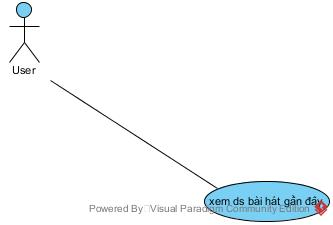 User
xem ds bài hát gần đây
Powered By Visual Paradigm Community Edition